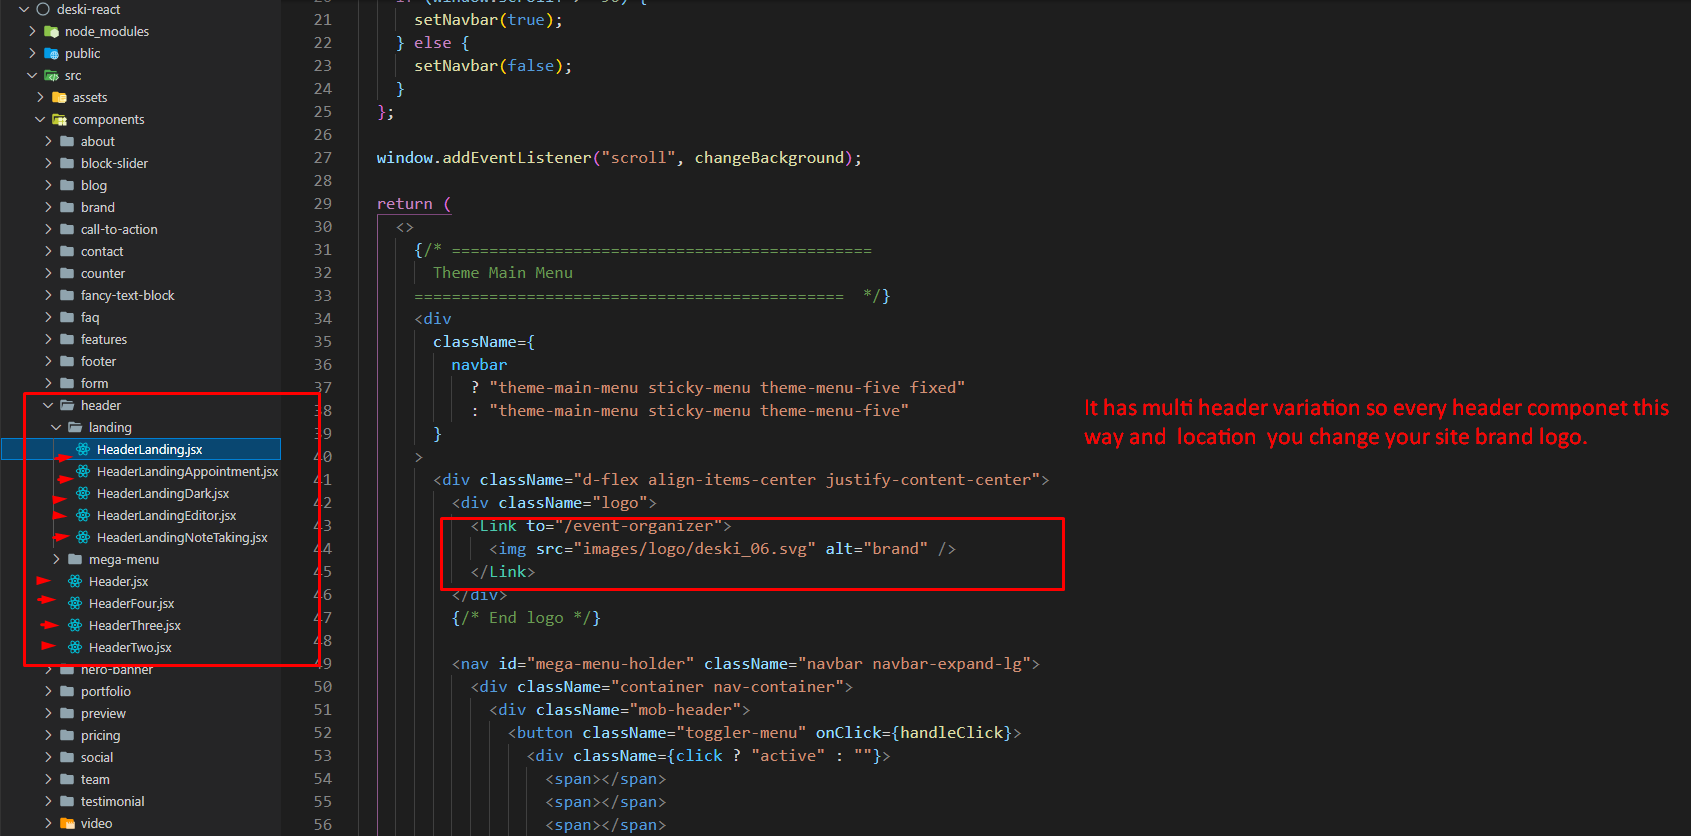 deski-react
node_modules
public
src
assets
components
about
block-slider
blog
brand
call-to-action
contact
counter
fancy-text-block
faq
features
footer
form
header
landing
HeaderLanding.jsx
HeaderLandingAppointment.jsx
HeaderLandingDark.jsx
HeaderLandingEditor.jsx
HeaderLandingNoteTaking.jsx
mega-menu
Header.jsx
HeaderFour.jsx
HeaderThree.jsx
HeaderTwo.jsx
hero-banner
portfolio
preview
pricing
social
team
testimonial
video
21 setNavbar(true);
22 } else {
23 setNavbar(false);
24 }
25 };
26
27 window.addEventListener("scroll", changeBackground);
28
29 return (
30 <>
31 {/* =============================================
32 Theme Main Menu
33 ============================================== */}
34 <div
35 className={
36 navbar
37 ? "theme-main-menu sticky-menu theme-menu-five fixed"
38 : "theme-main-menu sticky-menu theme-menu-five"
39 }
40 >
41 <div className="d-flex align-items-center justify-content-center">
42 <div className="logo">
43 <Link to="/event-organizer">
44 <img src="images/logo/deski_06.svg" alt="brand" />
45 </Link>
46 </div>
47 {/* End logo */}
48
49 <nav id="mega-menu-holder" className="navbar navbar-expand-lg">
50 <div className="container nav-container">
51 <div className="mob-header">
52 <button className="toggler-menu" onClick={handleClick}>
53 <div className={click ? "active" : ""}>
54 <span></span>
55 <span></span>
56 <span></span>
It has multi header variation so every header componet this
way and location you change your site brand logo.